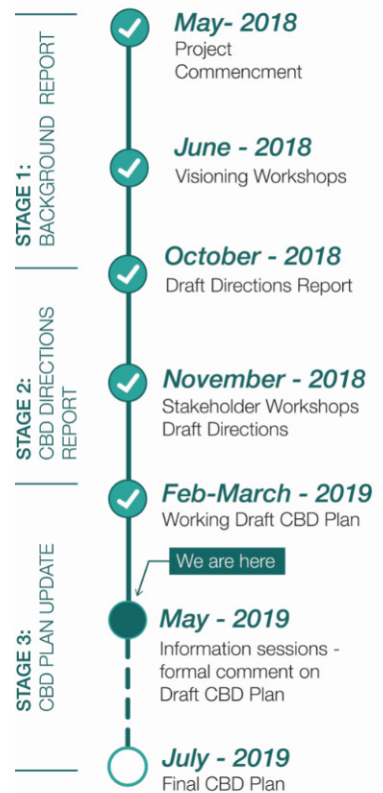 STAGE 1:
BACKGROUND REPORT
May- 2018
Project
Commencment
June - 2018
Visioning Workshops
October - 2018
Draft Directions Report
STAGE 2:
CBD DIRECTIONS
REPORT
November - 2018
Stakeholder Workshops
Draft Directions
STAGE 3:
CBD PLAN UPDATE
Feb-March - 2019
Working Draft CBD Plan
We are here
May - 2019
Information sessions -
formal comment on
Draft CBD Plan
July - 2019
Final CBD Plan